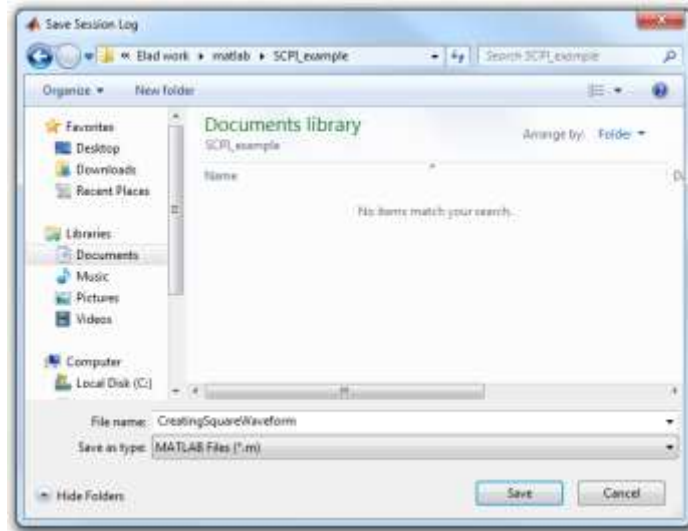 Save Session Log
« Elad work ▸ matlab ▸ SCPI_example
Search SCPI_example
Organize
New folder
Favorites
Desktop
Downloads
Recent Places
Libraries
Documents
Music
Pictures
Videos
Computer
Local Disk (C:)
Documents library
SCPI_example
Arrange by: Folder
Name
No items match your search.
File name: CreatingSquareWaveform
Save as type: MATLAB Files (*.m)
Hide Folders
Save
Cancel